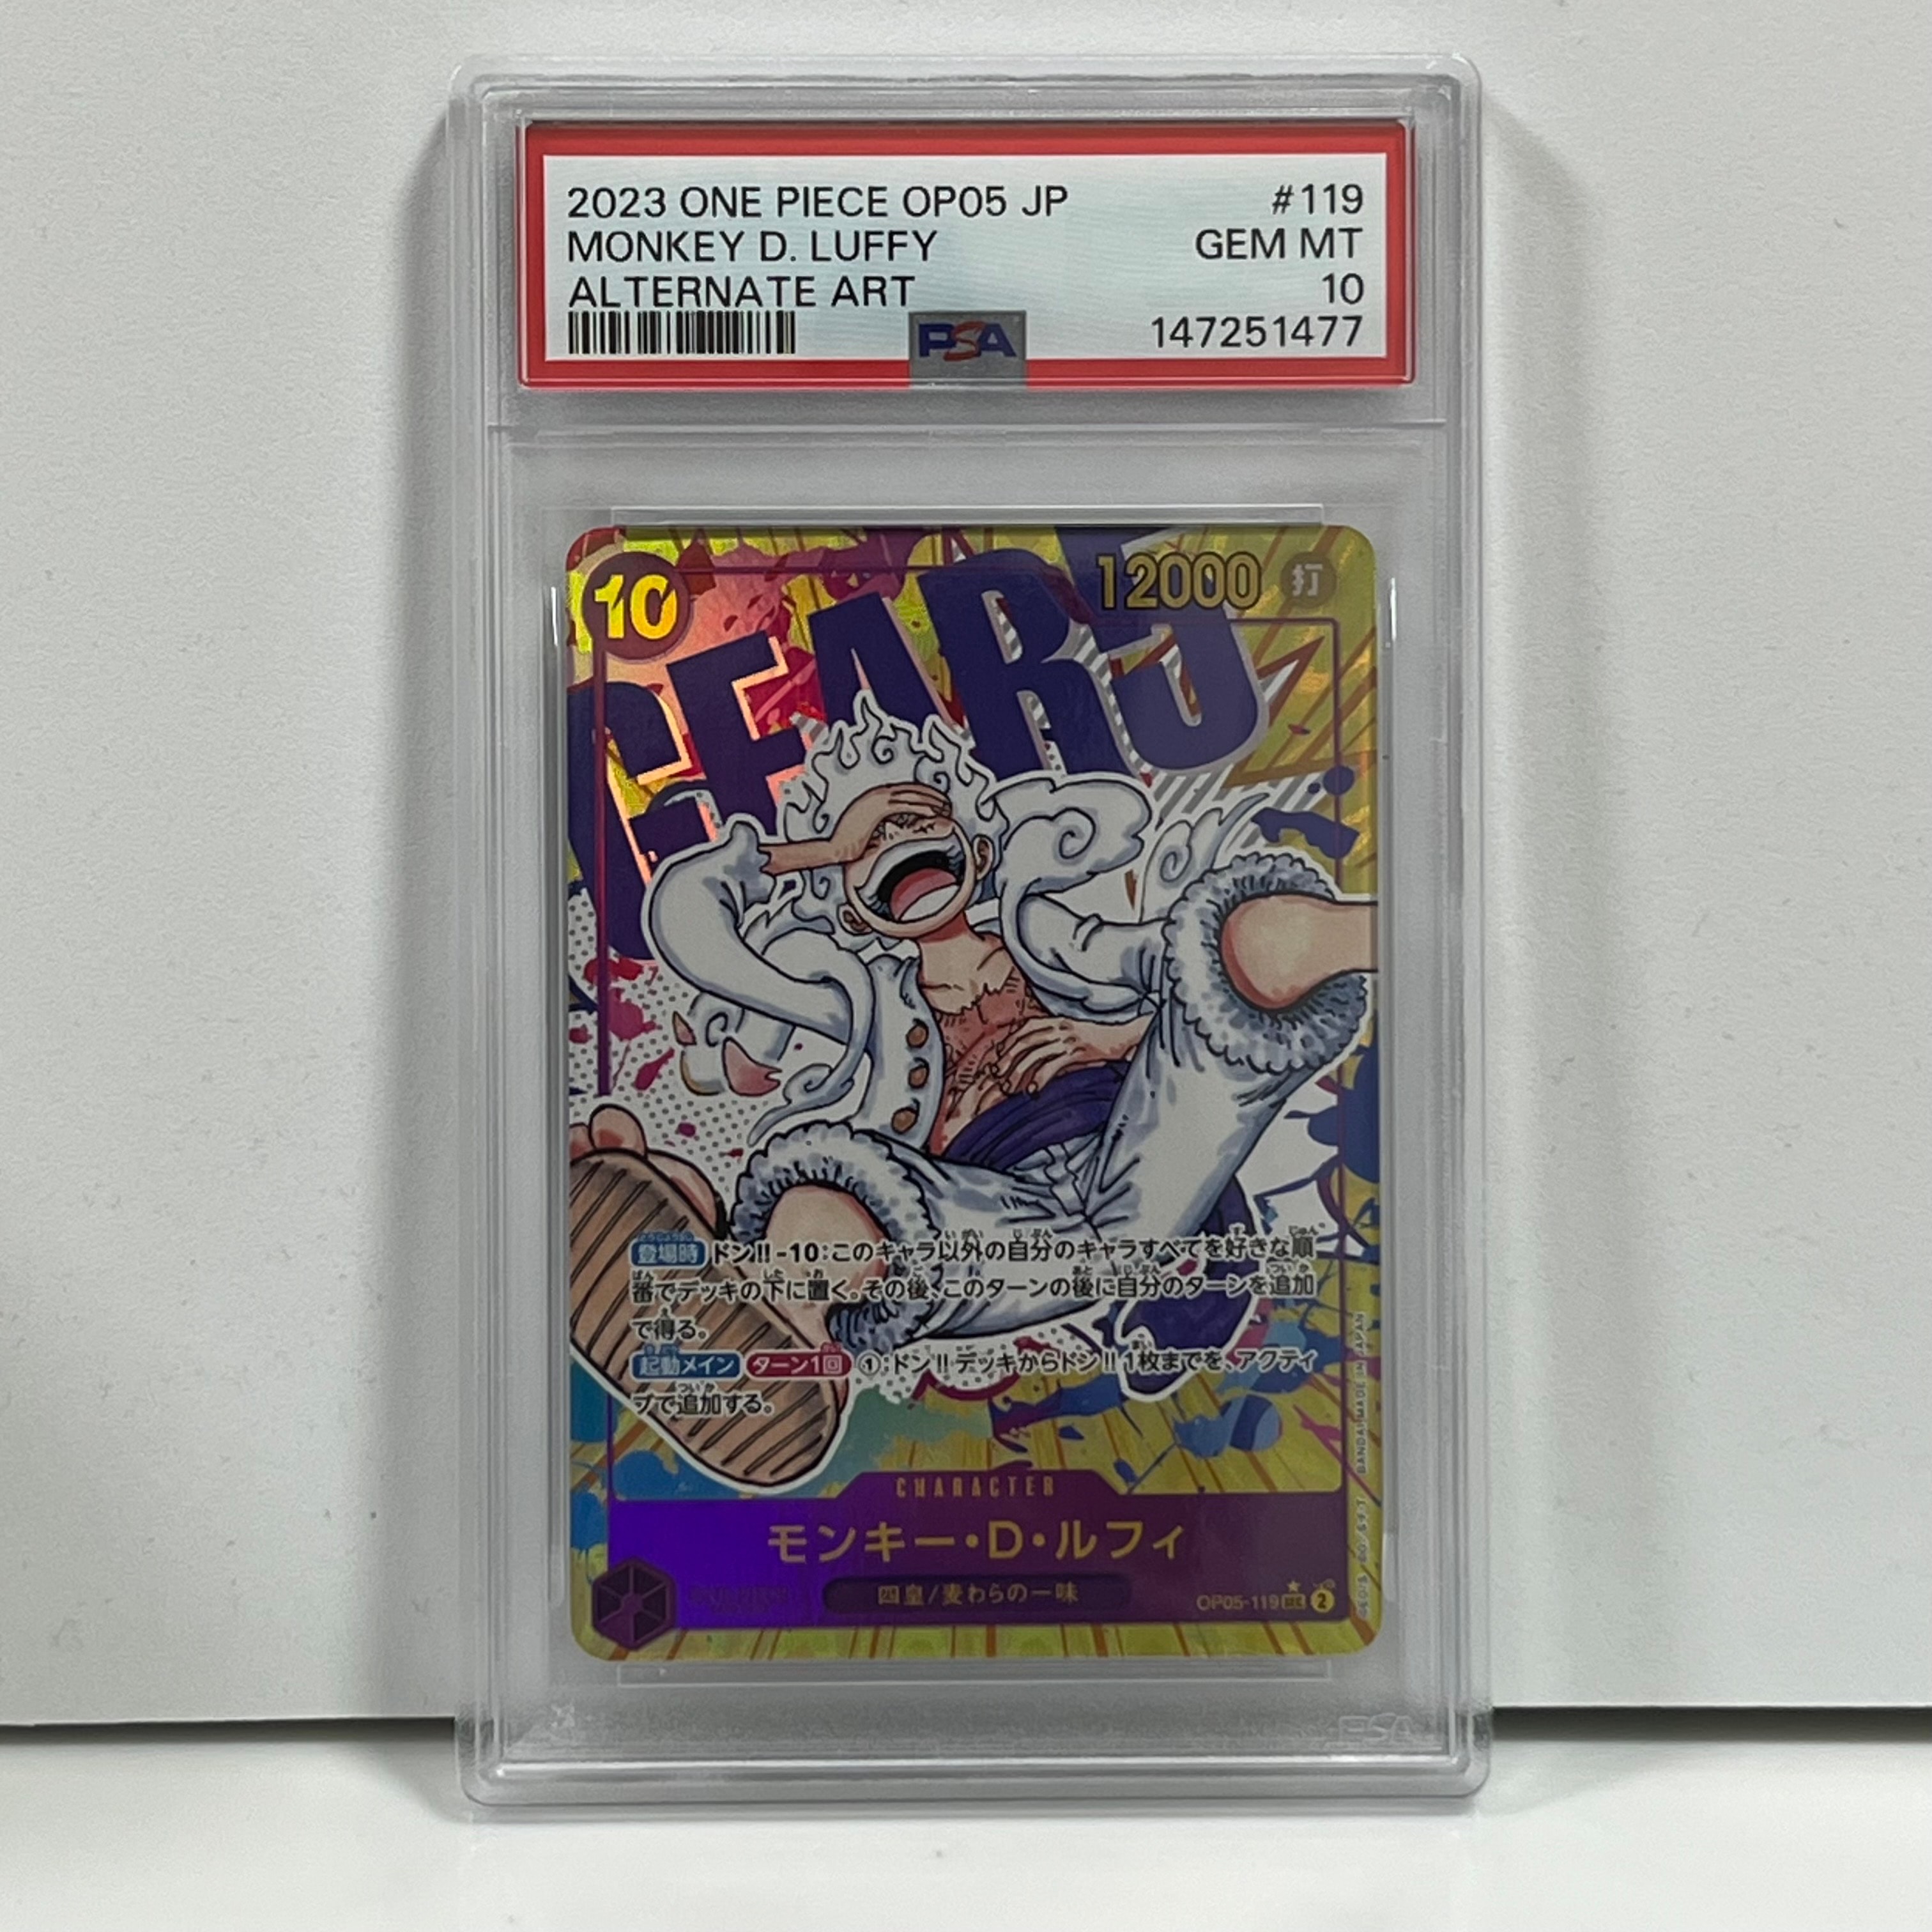 2023 ONE PIECE OP05 JP #119
MONKEY D. LUFFY GEM MT
ALTERNATE ART 10
PSA 147251477
10 12000 打
GEAR5
登場時 ドン!!-10:このキャラ以外の自分のキャラすべてを好きな順
番でデッキの下に置く。その後、このターンの後に自分のターンを追加
で得る。
起動メイン ターン1回 ①:ドン!!デッキからドン!!1枚までを、アクティ
ブで追加する。
CHARACTER
モンキー・D・ルフィ
四皇/麦わらの一味
OP05-119 SEC 2
BANDAI MADE IN JAPAN
PSA